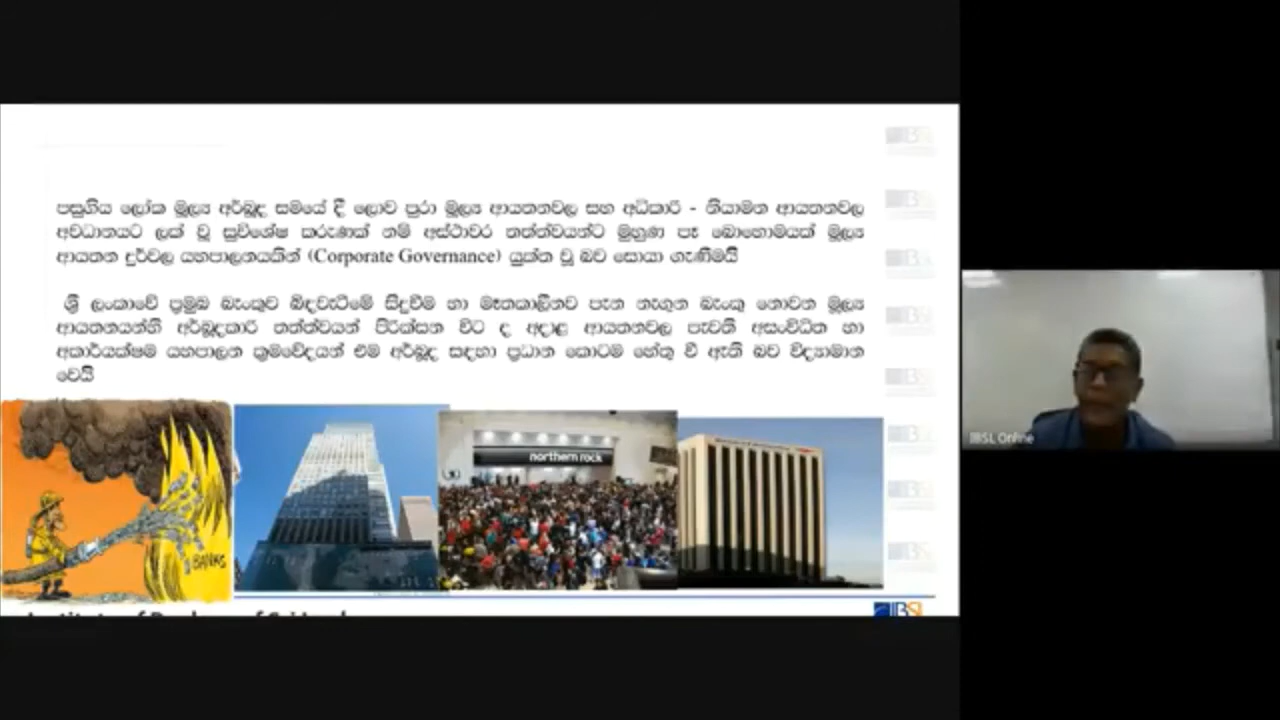 පසුගිය ලෝක මූල්‍ය අර්බුද සමයේ දී ලොව පුරා මූල්‍ය ආයතනවල සහ අධිකාරි - නියාමන ආයතනවල
අවධානයට ලක් වූ සුවිශේෂ කරුණක් නම් අස්ථාවර තත්ත්වයන්ට මුහුණ පෑ බොහොමයක් මූල්‍ය
ආයතන දුර්වල යහපාලනයකින් (Corporate Governance) යුක්ත වූ බව සොයා ගැණීමයි
ශ්‍රී ලංකාවේ ප්‍රමුඛ බැංකුව බිඳවැටීමේ සිදුවීම හා මෑතකාලීනව පැන නැගුන බැංකු නොවන මූල්‍ය
ආයතනයන්හි අර්බුදකාරී තත්ත්වයන් පිරික්සන විට ද අදාළ ආයතනවල පැවති අසංවිධිත හා
අකාර්යක්ෂම යහපාලන ක්‍රමවේදයන් එම අර්බුද සඳහා ප්‍රධාන කොටම හේතු වී ඇති බව විද්‍යාමාන
වෙයි
northern rock
BANKS
IBSL
IBSL Online